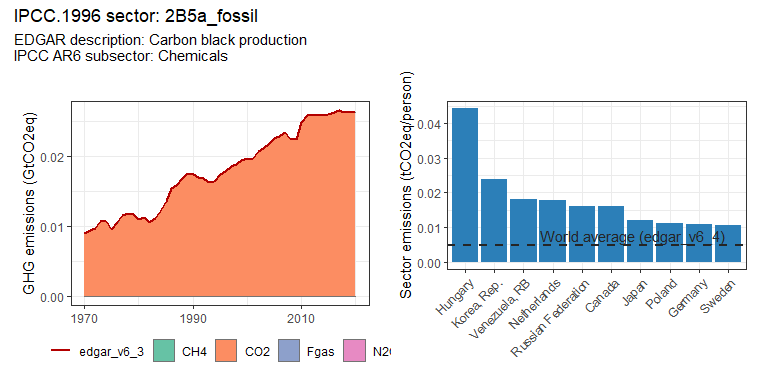 IPCC.1996 sector: 2B5a_fossil
EDGAR description: Carbon black production
IPCC AR6 subsector: Chemicals
GHG emissions (GtCO2eq)
0.02
0.01
0.00
1970
1990
2010
edgar_v6_3
CH4
CO2
Fgas
Sector emissions (tCO2eq/person)
0.04
0.03
0.02
0.01
0.00
World average (edgar_v6_4)
Hungary
Korea, Rep.
Venezuela, RB
Netherlands
Russian Federation
Canada
Japan
Poland
Germany
Sweden